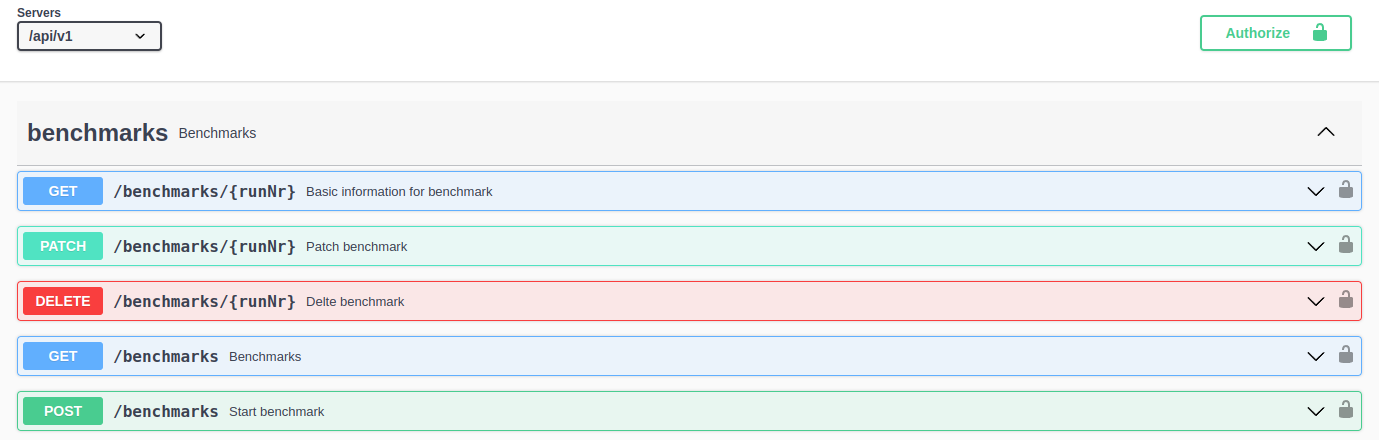 Servers
/api/v1
Authorize
benchmarks Benchmarks
GET /benchmarks/{runNr} Basic information for benchmark
PATCH /benchmarks/{runNr} Patch benchmark
DELETE /benchmarks/{runNr} Delte benchmark
GET /benchmarks Benchmarks
POST /benchmarks Start benchmark